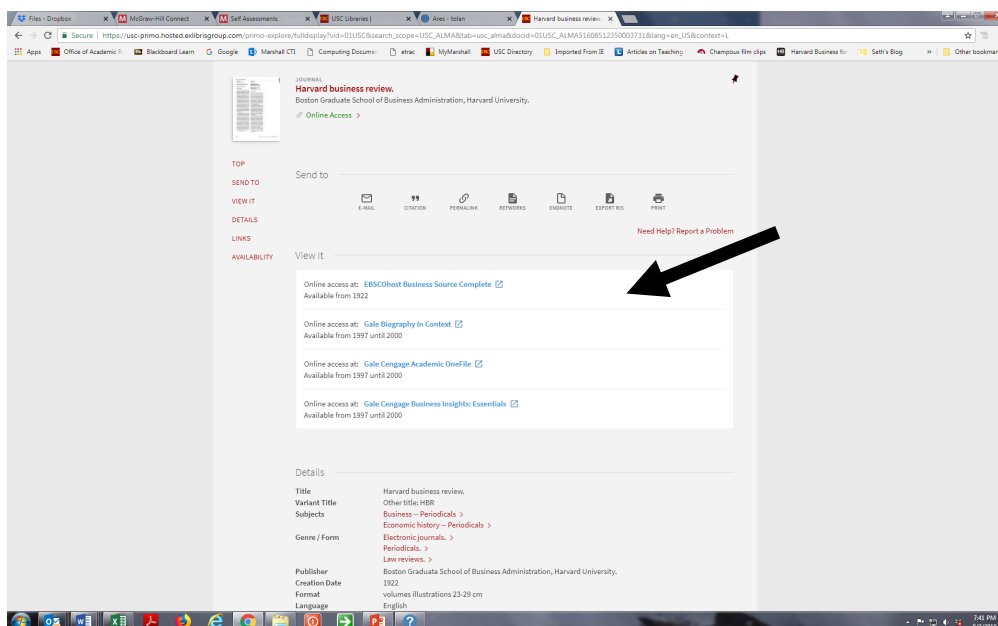 Files - Dropbox
McGraw-Hill Connect
Self Assessments
USC Libraries |
Ares - tolan
Harvard business review.
Secure | https://usc-primo.hosted.exlibrisgroup.com/primo-explore/fulldisplay?vid=01USC&search_scope=USC_ALMA&tab=usc_alma&docid=01USC_ALMA51608512350003731&lang=en_US&context=L
Apps Office of Academic Blackboard Learn Google Marshall CTI Computing Docume etrac MyMarshall USC Directory Imported From IE Articles on Teaching Champoux film clips Harvard Business fo Seth's Blog » Other bookmar
JOURNAL
Harvard business review.
Boston Graduate School of Business Administration, Harvard University.
Online Access >
TOP
SEND TO
VIEW IT
DETAILS
LINKS
AVAILABILITY
Send to
E-MAIL CITATION PERMALINK REFWORKS ENDNOTE EXPORT RIS PRINT
Need Help? Report a Problem
View It
Online access at: EBSCOhost Business Source Complete
Available from 1922
Online access at: Gale Biography In Context
Available from 1997 until 2000
Online access at: Gale Cengage Academic OneFile
Available from 1997 until 2000
Online access at: Gale Cengage Business Insights: Essentials
Available from 1997 until 2000
Details
Title Harvard business review.
Variant Title Other title: HBR
Subjects Business -- Periodicals >
Economic history -- Periodicals >
Genre / Form Electronic journals. >
Periodicals. >
Law reviews. >
Publisher Boston Graduate School of Business Administration, Harvard University.
Creation Date 1922
Format volumes illustrations 23-29 cm
Language English
7:41 PM